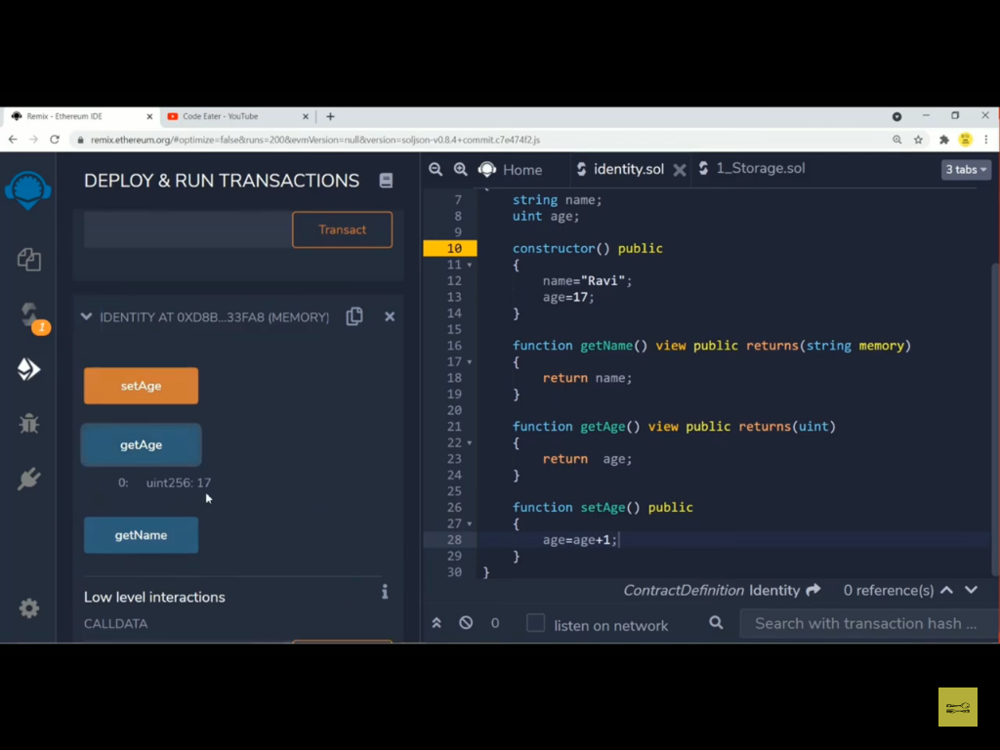 Remix - Ethereum IDE
Code Eater - YouTube
remix.ethereum.org/#optimize=false&runs=200&evmVersion=null&version=soljson-v0.8.4+commit.c7e474f2.js
DEPLOY & RUN TRANSACTIONS
Transact
IDENTITY AT 0XD8B...33FA8 (MEMORY)
setAge
getAge
0: uint256: 17
getName
Low level interactions
CALLDATA
1
Home
identity.sol
1_Storage.sol
3 tabs
7 string name;
8 uint age;
9
10 constructor() public
11 {
12 name="Ravi";
13 age=17;
14 }
15
16 function getName() view public returns(string memory)
17 {
18 return name;
19 }
20
21 function getAge() view public returns(uint)
22 {
23 return age;
24 }
25
26 function setAge() public
27 {
28 age=age+1;
29 }
30 }
ContractDefinition Identity 0 reference(s)
0 listen on network Search with transaction hash ...